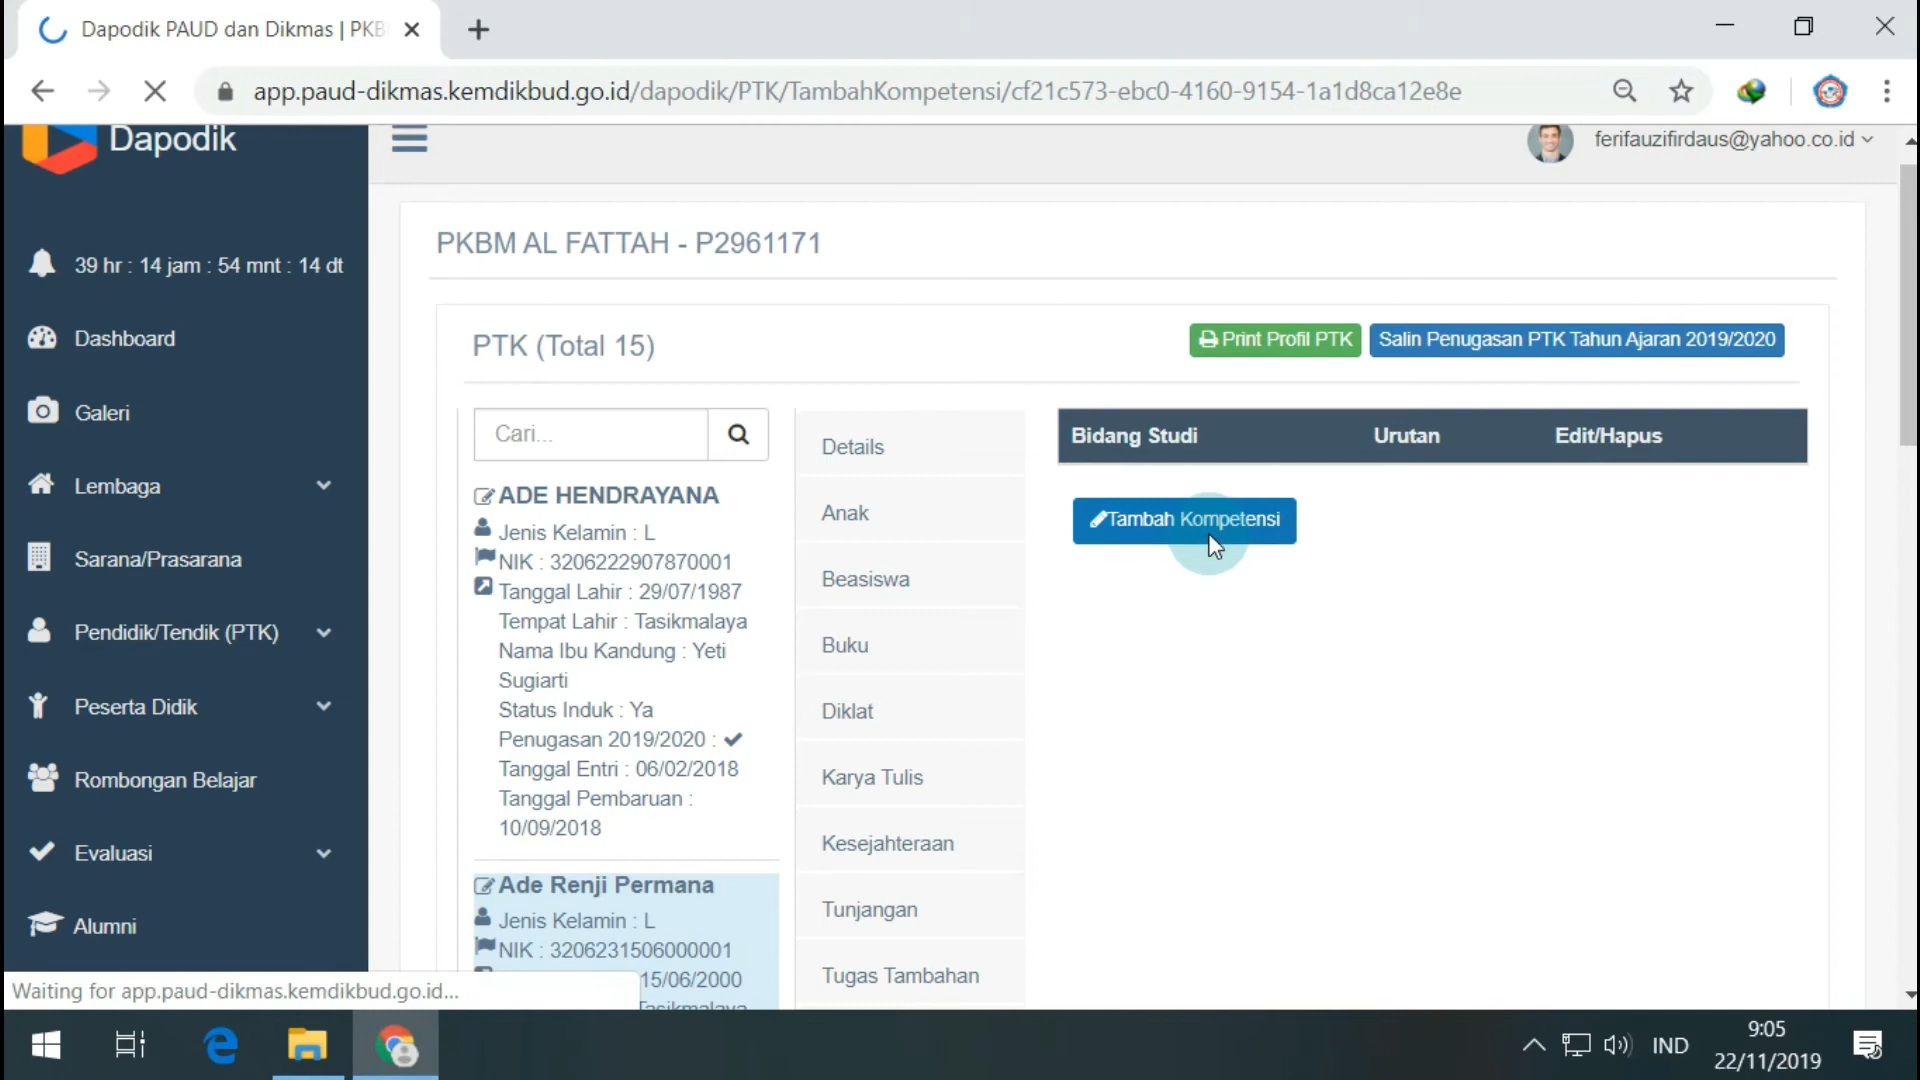 Dapodik PAUD dan Dikmas | PKB
app.paud-dikmas.kemdikbud.go.id/dapodik/PTK/TambahKompetensi/cf21c573-ebc0-4160-9154-1a1d8ca12e8e
Dapodik
ferifauzifirdaus@yahoo.co.id
39 hr : 14 jam : 54 mnt : 14 dt
Dashboard
Galeri
Lembaga
Sarana/Prasarana
Pendidik/Tendik (PTK)
Peserta Didik
Rombongan Belajar
Evaluasi
Alumni
PKBM AL FATTAH - P2961171
PTK (Total 15)
Print Profil PTK
Salin Penugasan PTK Tahun Ajaran 2019/2020
Cari...
ADE HENDRAYANA
Jenis Kelamin : L
NIK : 3206222907870001
Tanggal Lahir : 29/07/1987
Tempat Lahir : Tasikmalaya
Nama Ibu Kandung : Yeti
Sugiarti
Status Induk : Ya
Penugasan 2019/2020 :
Tanggal Entri : 06/02/2018
Tanggal Pembaruan :
10/09/2018
Ade Renji Permana
Jenis Kelamin : L
NIK : 3206231506000001
15/06/2000
Tasikmalaya
Details
Anak
Beasiswa
Buku
Diklat
Karya Tulis
Kesejahteraan
Tunjangan
Tugas Tambahan
Bidang Studi Urutan Edit/Hapus
Tambah Kompetensi
Waiting for app.paud-dikmas.kemdikbud.go.id...
IND
9:05
22/11/2019